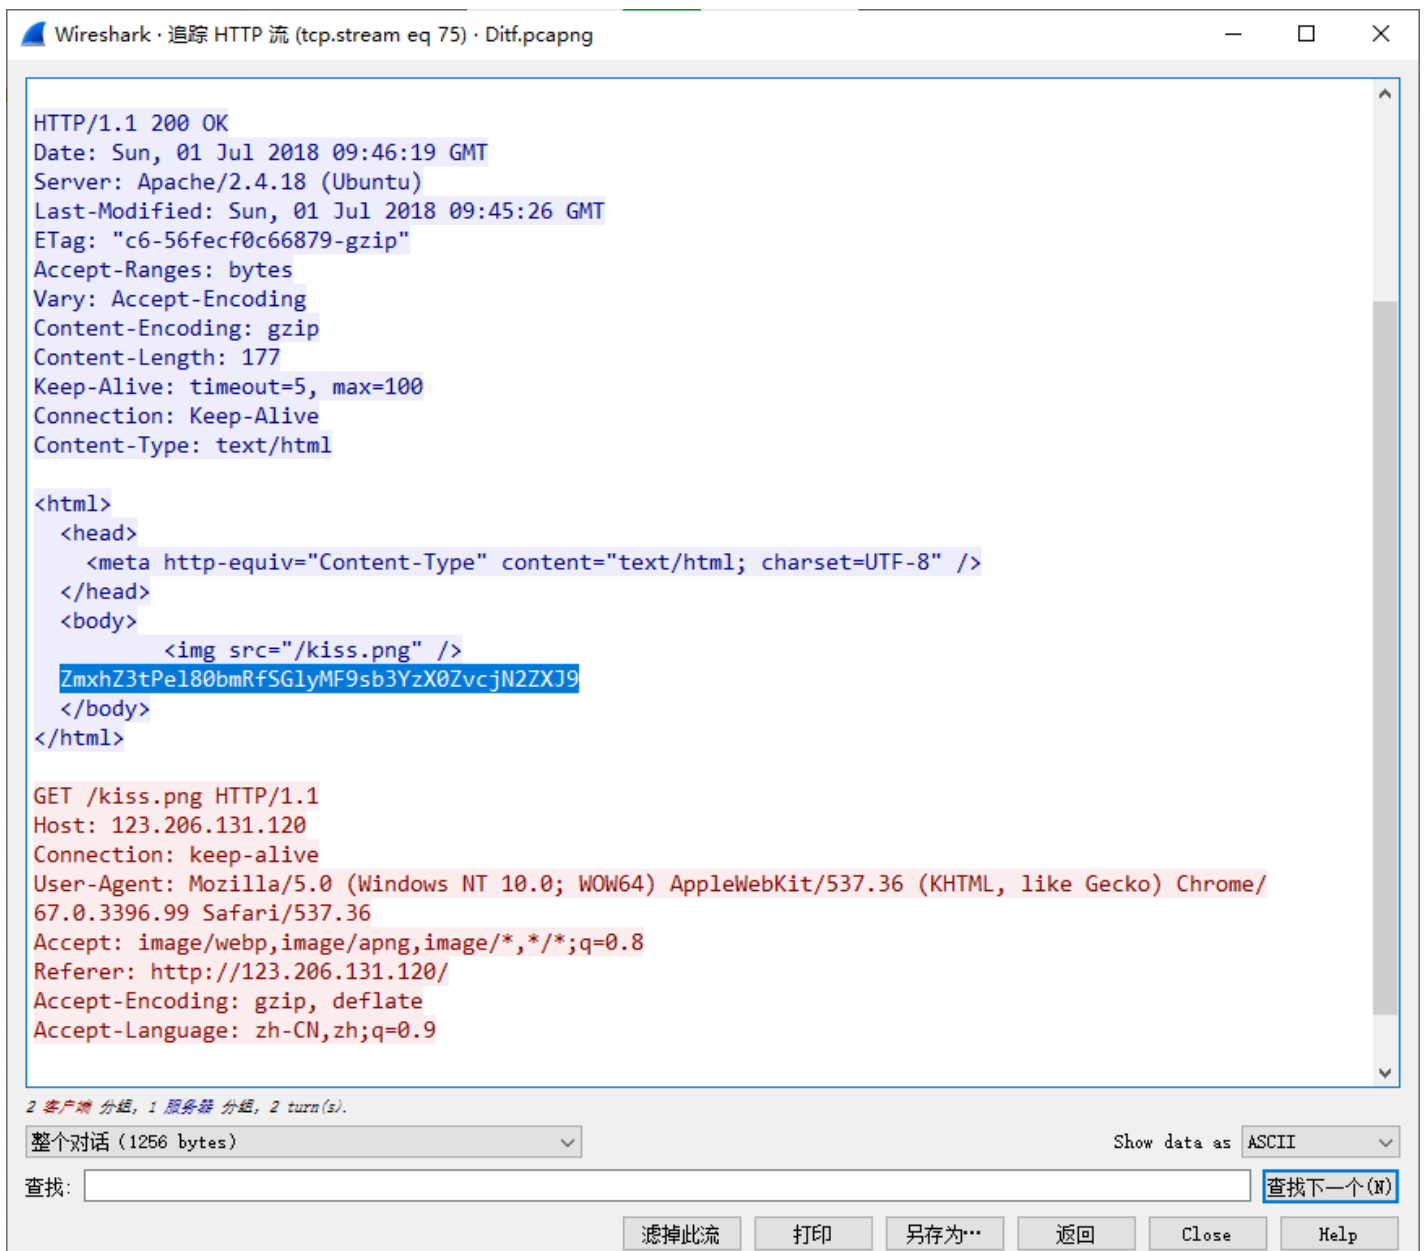 Wireshark · 追踪 HTTP 流 (tcp.stream eq 75) · Ditf.pcapng
HTTP/1.1 200 OK
Date: Sun, 01 Jul 2018 09:46:19 GMT
Server: Apache/2.4.18 (Ubuntu)
Last-Modified: Sun, 01 Jul 2018 09:45:26 GMT
ETag: "c6-56fecf0c66879-gzip"
Accept-Ranges: bytes
Vary: Accept-Encoding
Content-Encoding: gzip
Content-Length: 177
Keep-Alive: timeout=5, max=100
Connection: Keep-Alive
Content-Type: text/html
<html>
<head>
<meta http-equiv="Content-Type" content="text/html; charset=UTF-8" />
</head>
<body>
<img src="/kiss.png" />
ZmxhZ3tPel80bmRfSGlyMF9sb3YzX0ZvcjN2ZXJ9
</body>
</html>
GET /kiss.png HTTP/1.1
Host: 123.206.131.120
Connection: keep-alive
User-Agent: Mozilla/5.0 (Windows NT 10.0; WOW64) AppleWebKit/537.36 (KHTML, like Gecko) Chrome/
67.0.3396.99 Safari/537.36
Accept: image/webp,image/apng,image/*,*/*;q=0.8
Referer: http://123.206.131.120/
Accept-Encoding: gzip, deflate
Accept-Language: zh-CN,zh;q=0.9
2 客户端 分组, 1 服务器 分组, 2 turn(s).
整个对话 (1256 bytes)
Show data as ASCII
查找:
查找下一个(N)
滤掉此流 打印 另存为… 返回 Close Help